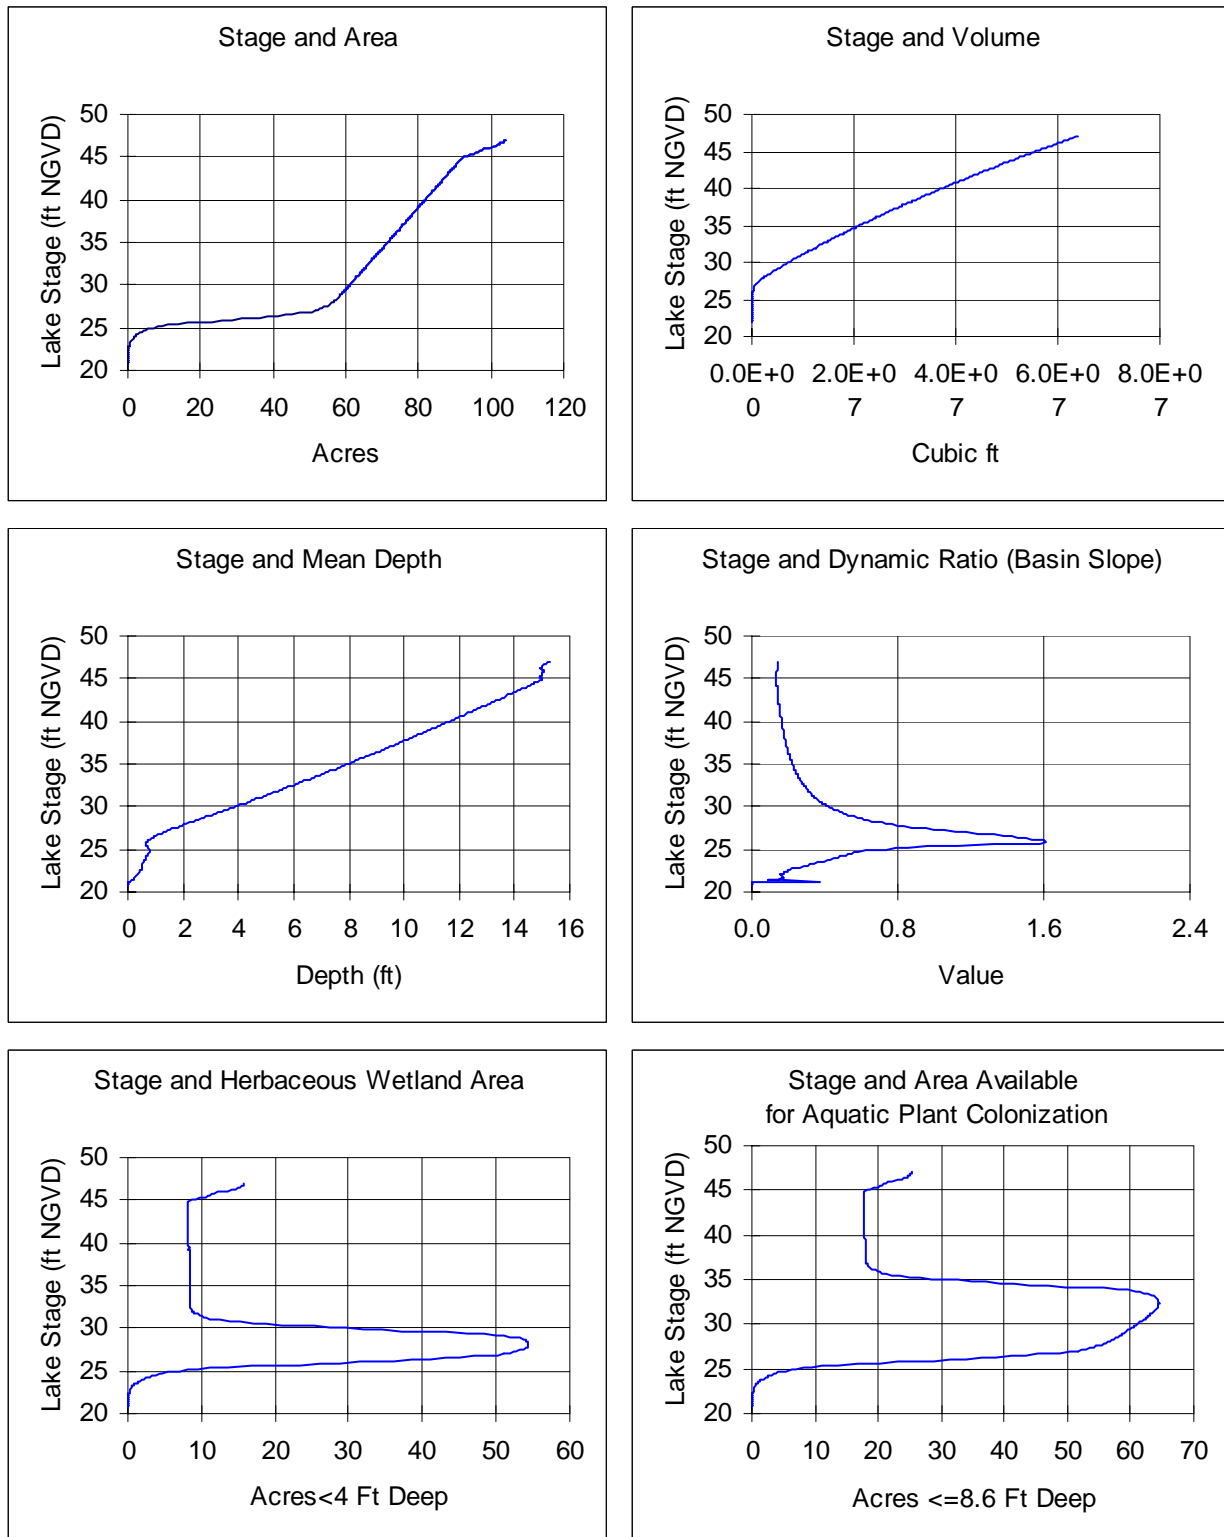 Stage and Area
Lake Stage (ft NGVD)
50
45
40
35
30
25
20
0 20 40 60 80 100 120
Acres
Stage and Volume
Lake Stage (ft NGVD)
50
45
40
35
30
25
20
0.0E+0 2.0E+0 4.0E+0 6.0E+0 8.0E+0
0 7 7 7 7
Cubic ft
Stage and Mean Depth
Lake Stage (ft NGVD)
50
45
40
35
30
25
20
0 2 4 6 8 10 12 14 16
Depth (ft)
Stage and Dynamic Ratio (Basin Slope)
Lake Stage (ft NGVD)
50
45
40
35
30
25
20
0.0 0.8 1.6 2.4
Value
Stage and Herbaceous Wetland Area
Lake Stage (ft NGVD)
50
45
40
35
30
25
20
0 10 20 30 40 50 60
Acres<4 Ft Deep
Stage and Area Available
for Aquatic Plant Colonization
Lake Stage (ft NGVD)
50
45
40
35
30
25
20
0 10 20 30 40 50 60 70
Acres <=8.6 Ft Deep